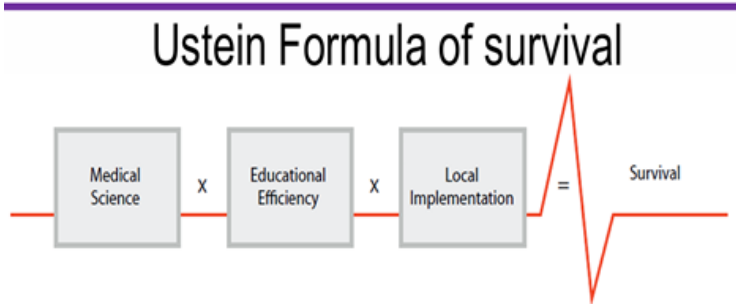 Ustein Formula of survival
Medical
Science
x
Educational
Efficiency
x
Local
Implementation
=
Survival